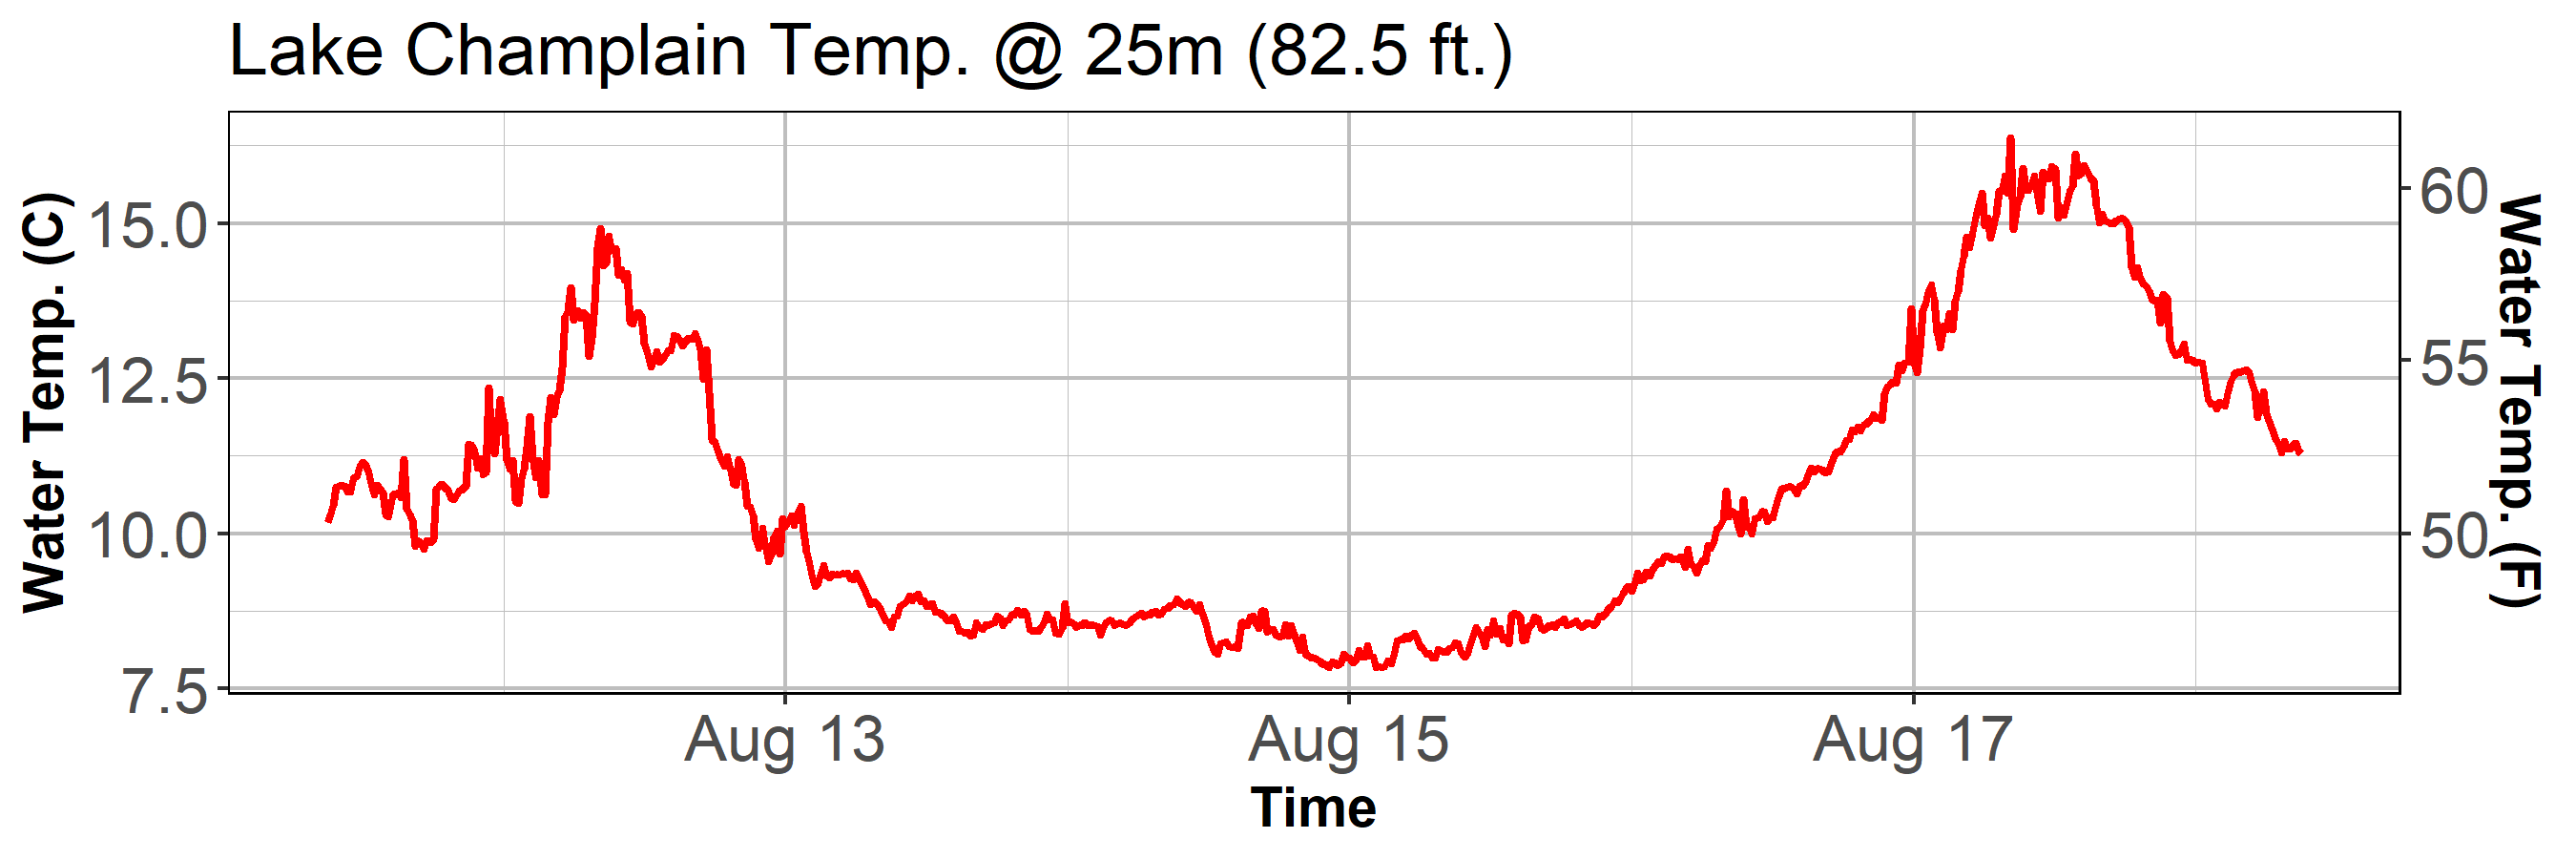 Lake Champlain Temp. @ 25m (82.5 ft.)
Water Temp. (C)
15.0
12.5
10.0
7.5
60
55
50
Water Temp. (F)
Aug 13
Aug 15
Aug 17
Time